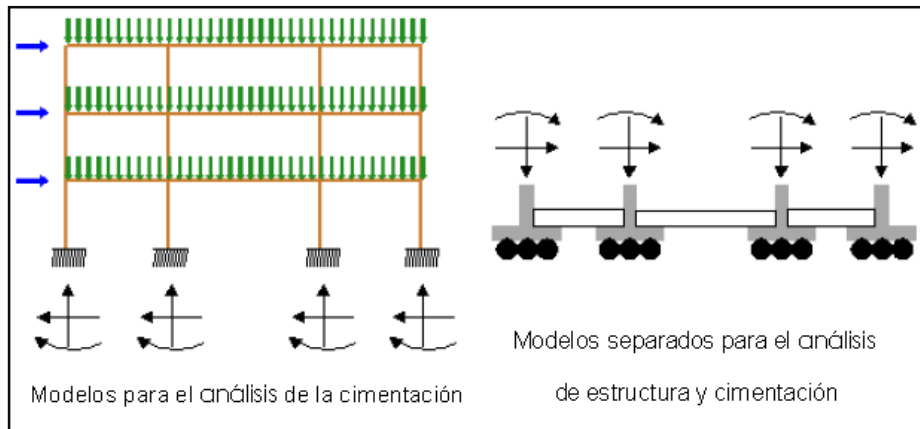 Modelos para el análisis de la cimentación
Modelos separados para el análisis
de estructura y cimentación